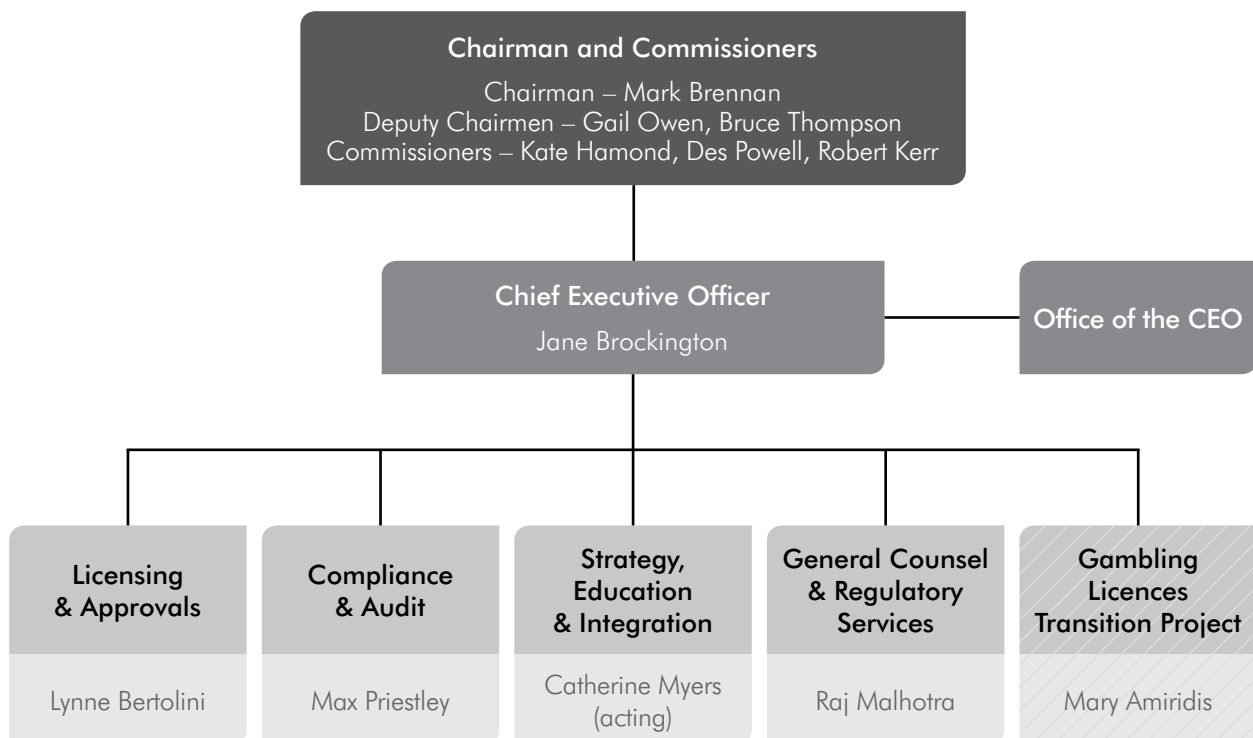 Chairman and Commissioners
Chairman – Mark Brennan
Deputy Chairmen – Gail Owen, Bruce Thompson
Commissioners – Kate Hamond, Des Powell, Robert Kerr
Chief Executive Officer
Jane Brockington
Office of the CEO
Licensing
& Approvals
Lynne Bertolini
Compliance
& Audit
Max Priestley
Strategy,
Education
& Integration
Catherine Myers
(acting)
General Counsel
& Regulatory
Services
Raj Malhotra
Gambling
Licences
Transition Project
Mary Amiridis